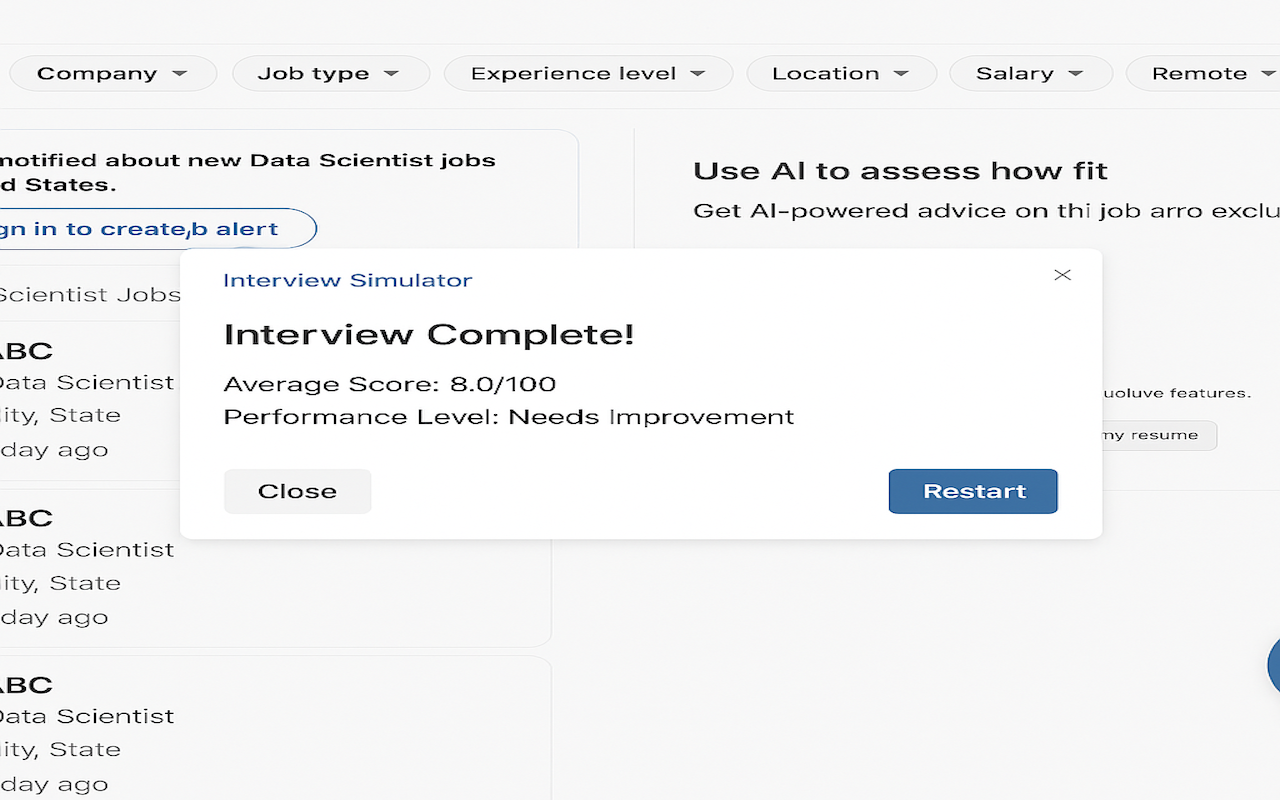 Company
Job type
Experience level
Location
Salary
Remote
notified about new Data Scientist jobs
d States.
gn in to create,b alert
Use AI to assess how fit
Get AI-powered advice on thi job arro exclu
Scientist Jobs
Interview Simulator
Interview Complete!
Average Score: 8.0/100
Performance Level: Needs Improvement
Close
Restart
uoluve features.
my resume
ABC
Data Scientist
ity, State
day ago
ABC
Data Scientist
ity, State
day ago
ABC
Data Scientist
ity, State
day ago